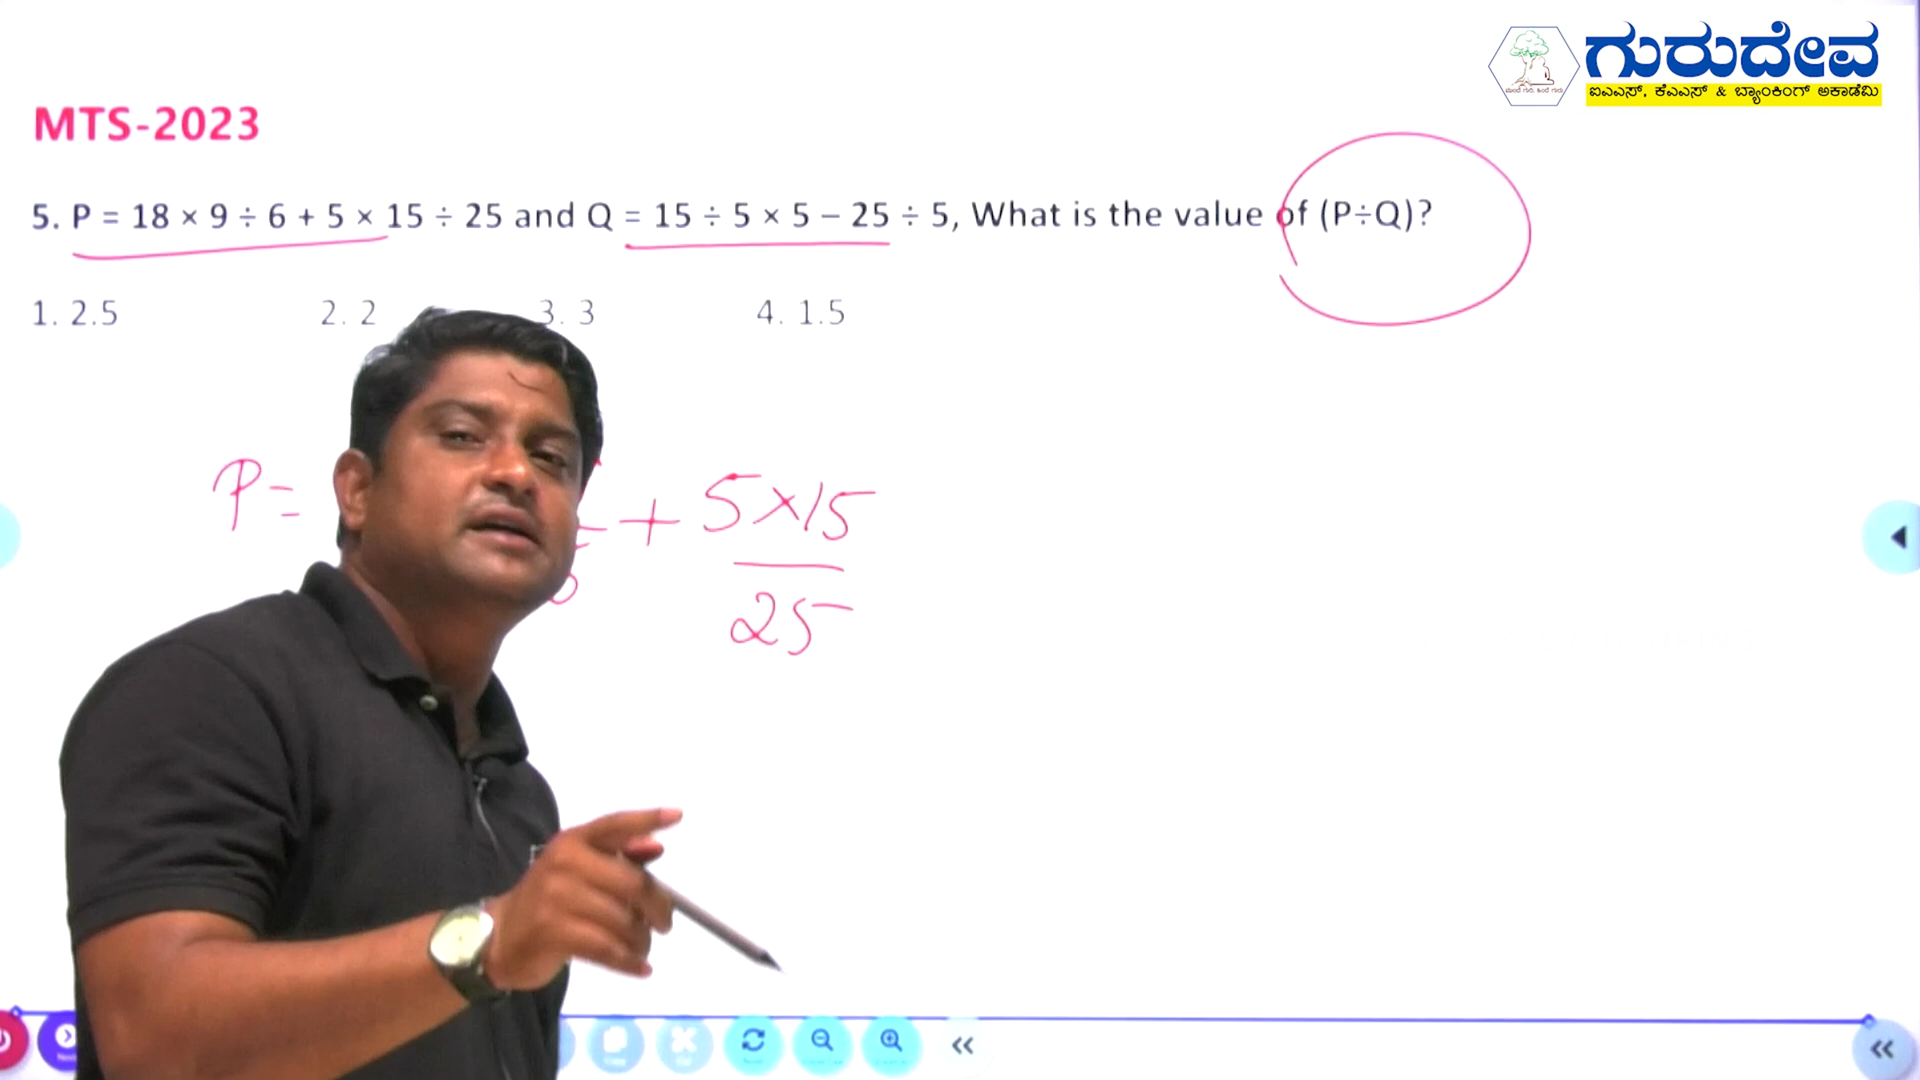 ಗುರುದೇವ
ಐಎಎಸ್, ಕೆಎಎಸ್ & ಬ್ಯಾಂಕಿಂಗ್ ಅಕಾಡೆಮಿ
MTS-2023
5. P = 18 × 9 ÷ 6 + 5 × 15 ÷ 25 and Q = 15 ÷ 5 × 5 – 25 ÷ 5, What is the value of (P÷Q)?
1. 2.5 2. 2 3. 3 4. 1.5
P= + 5×15
25